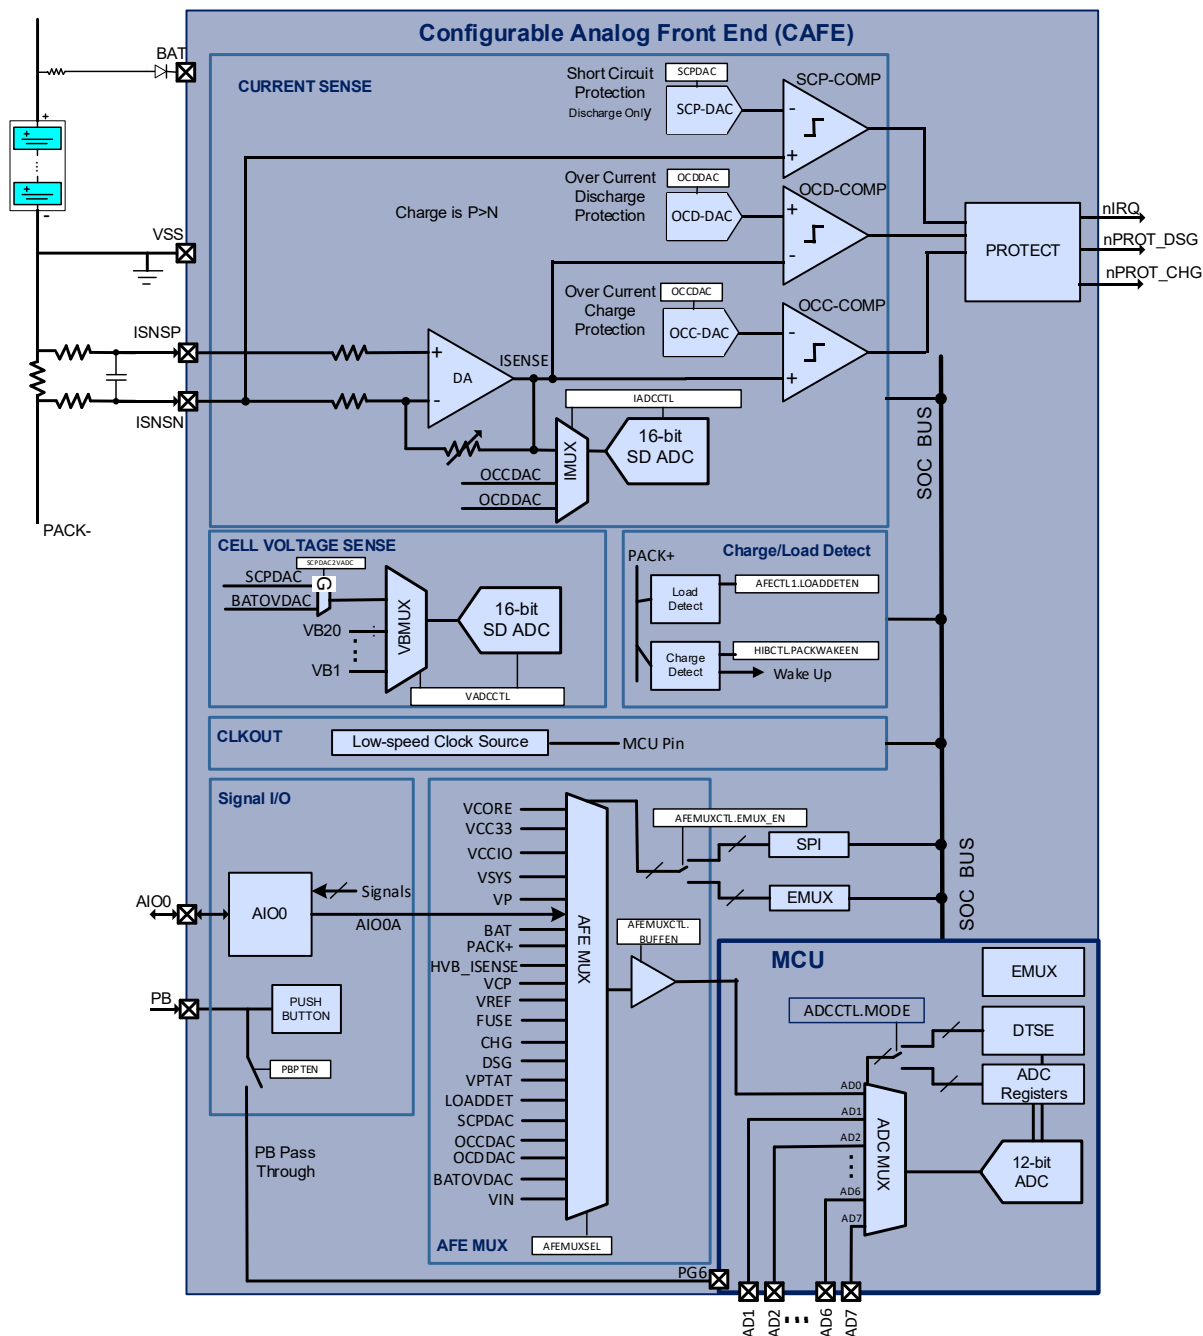 Configurable Analog Front End (CAFE)
BAT
CURRENT SENSE
Short Circuit
Protection
Discharge Only
SCPDAC
SCP-DAC
SCP-COMP
-
+
+
+
+
-
Over Current
Discharge
Protection
OCDDAC
OCD-DAC
OCD-COMP
+
-
Charge is P>N
VSS
PROTECT
nIRQ
nPROT_DSG
nPROT_CHG
Over Current
Charge
Protection
OCCDAC
OCC-DAC
OCC-COMP
-
+
ISNSP
ISNSN
+
-
DA
ISENSE
IADCCTL
IMUX
16-bit
SD ADC
OCCDAC
OCDDAC
SOC BUS
PACK-
CELL VOLTAGE SENSE
SCPDAC2VADC
SCPDAC
BATOVDAC
G
VB20
VB1
VBMUX
16-bit
SD ADC
VADCCTL
Charge/Load Detect
PACK+
Load
Detect
AFECTL1.LOADDETEN
Charge
Detect
HIBCTL.PACKWAKEEN
Wake Up
CLKOUT
Low-speed Clock Source
MCU Pin
Signal I/O
AIO0
AIO0
Signals
AIO0A
PB
PUSH
BUTTON
PBPTEN
PB Pass
Through
VCORE
VCC33
VCCIO
VSYS
VP
BAT
PACK+
HVB_ISENSE
VCP
VREF
FUSE
CHG
DSG
VPTAT
LOADDET
SCPDAC
OCCDAC
OCDDAC
BATOVDAC
VIN
AFE MUX
AFEMUXSEL
AFE MUX
AFEMUXCTL.EMUX_EN
SPI
EMUX
AFEMUXCTL.
BUFFEN
SOC BUS
MCU
EMUX
ADCCTL.MODE
DTSE
ADC
Registers
AD0
AD1
AD2
AD6
AD7
ADC MUX
12-bit
ADC
PG6
AD1
AD2
AD6
AD7